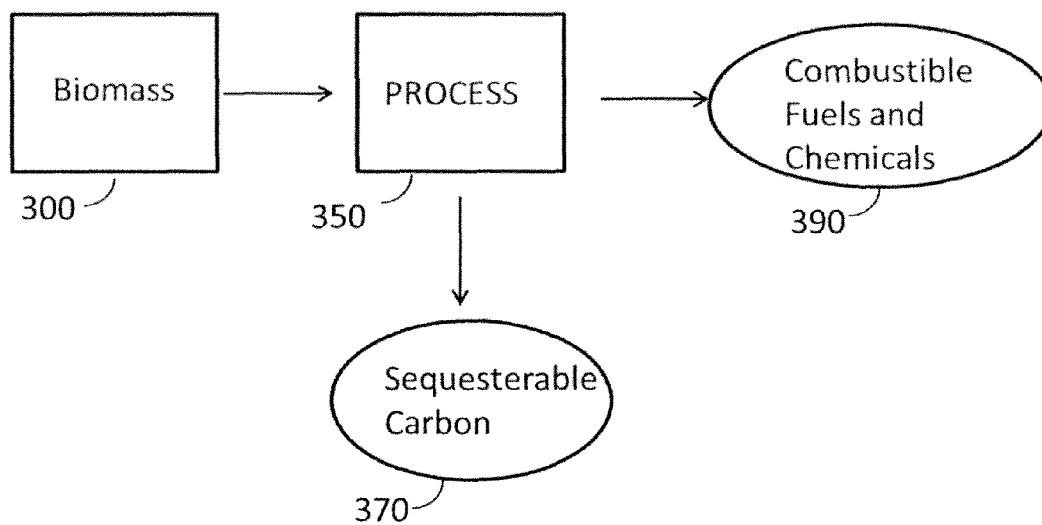 Biomass
300
PROCESS
350
Combustible
Fuels and
Chemicals
390
Sequesterable
Carbon
370